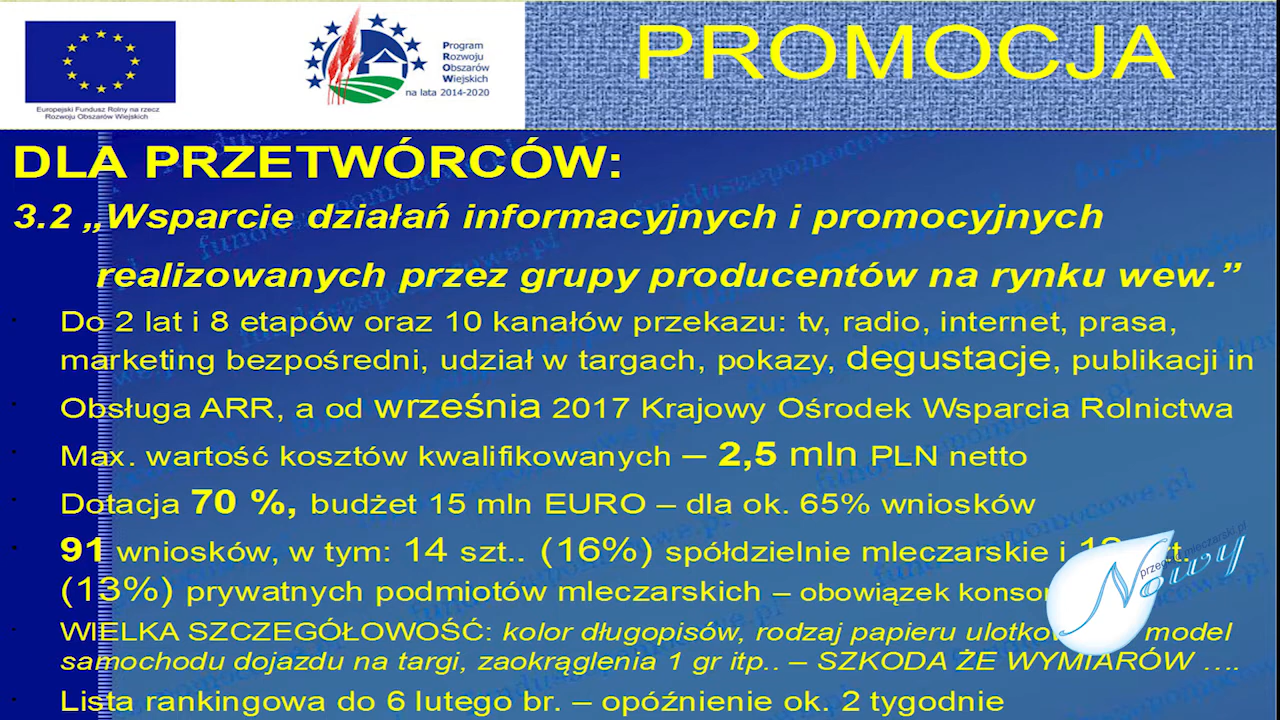 PROMOCJA
Europejski Fundusz Rolny na rzecz
Rozwoju Obszarów Wiejskich
Program
Rozwoju
Obszarów
Wiejskich
na lata 2014-2020
DLA PRZETWÓRCÓW:
3.2 „Wsparcie działań informacyjnych i promocyjnych
realizowanych przez grupy producentów na rynku wew.”
Do 2 lat i 8 etapów oraz 10 kanałów przekazu: tv, radio, internet, prasa,
marketing bezpośredni, udział w targach, pokazy, degustacje, publikacji in
Obsługa ARR, a od września 2017 Krajowy Ośrodek Wsparcia Rolnictwa
Max. wartość kosztów kwalifikowanych – 2,5 mln PLN netto
Dotacja 70 %, budżet 15 mln EURO – dla ok. 65% wniosków
91 wniosków, w tym: 14 szt.. (16%) spółdzielnie mleczarskie i
(13%) prywatnych podmiotów mleczarskich – obowiązek
WIELKA SZCZEGÓŁOWOŚĆ: kolor długopisów, rodzaj papieru model
samochodu dojazdu na targi, zaokrąglenia 1 gr itp.. – SZKODA ŻE WYMIARÓW ….
Lista rankingowa do 6 lutego br. – opóźnienie ok. 2 tygodnie
Nowy